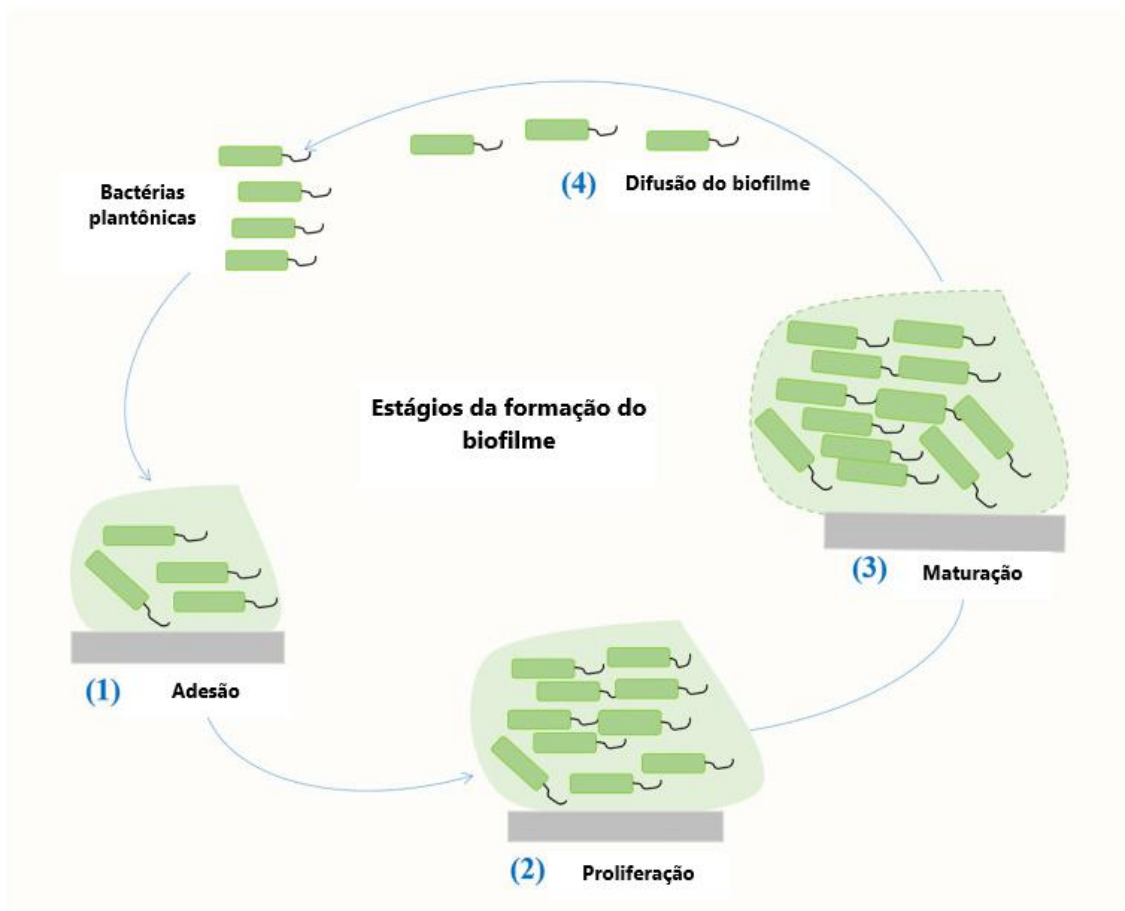 Bactérias
plantônicas
(4) Difusão do biofilme
Estágios da formação do
biofilme
(3) Maturação
(1) Adesão
(2) Proliferação